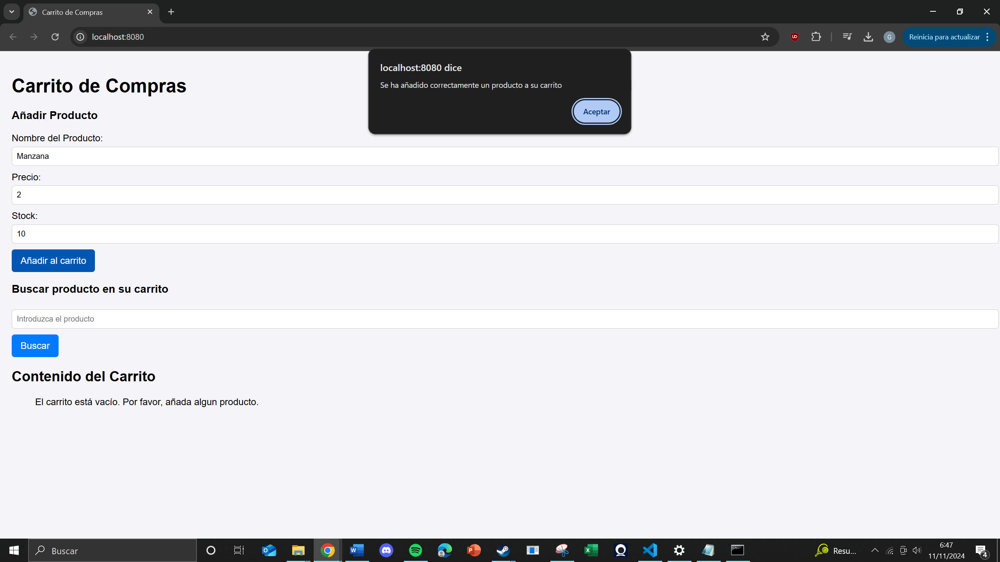 Carrito de Compras
localhost:8080
G
Reinicia para actualizar
localhost:8080 dice
Se ha añadido correctamente un producto a su carrito
Aceptar
Carrito de Compras
Añadir Producto
Nombre del Producto:
Manzana
Precio:
2
Stock:
10
Añadir al carrito
Buscar producto en su carrito
Introduzca el producto
Buscar
Contenido del Carrito
El carrito está vacío. Por favor, añada algun producto.
Buscar
Resu...
6:47
11/11/2024
4